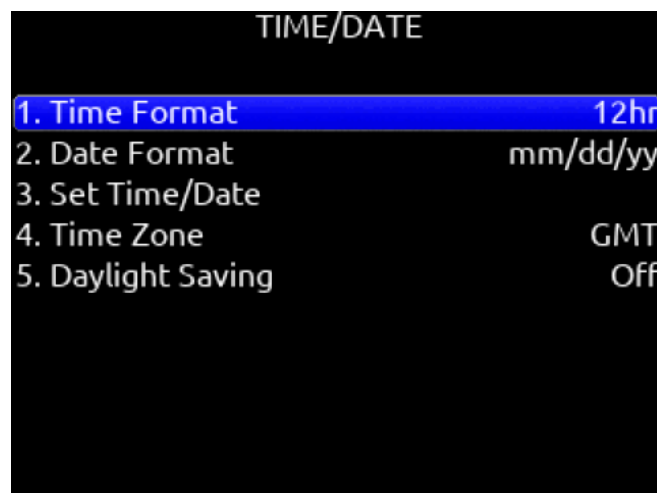 TIME/DATE
1. Time Format 12hr
2. Date Format mm/dd/yy
3. Set Time/Date
4. Time Zone GMT
5. Daylight Saving Off